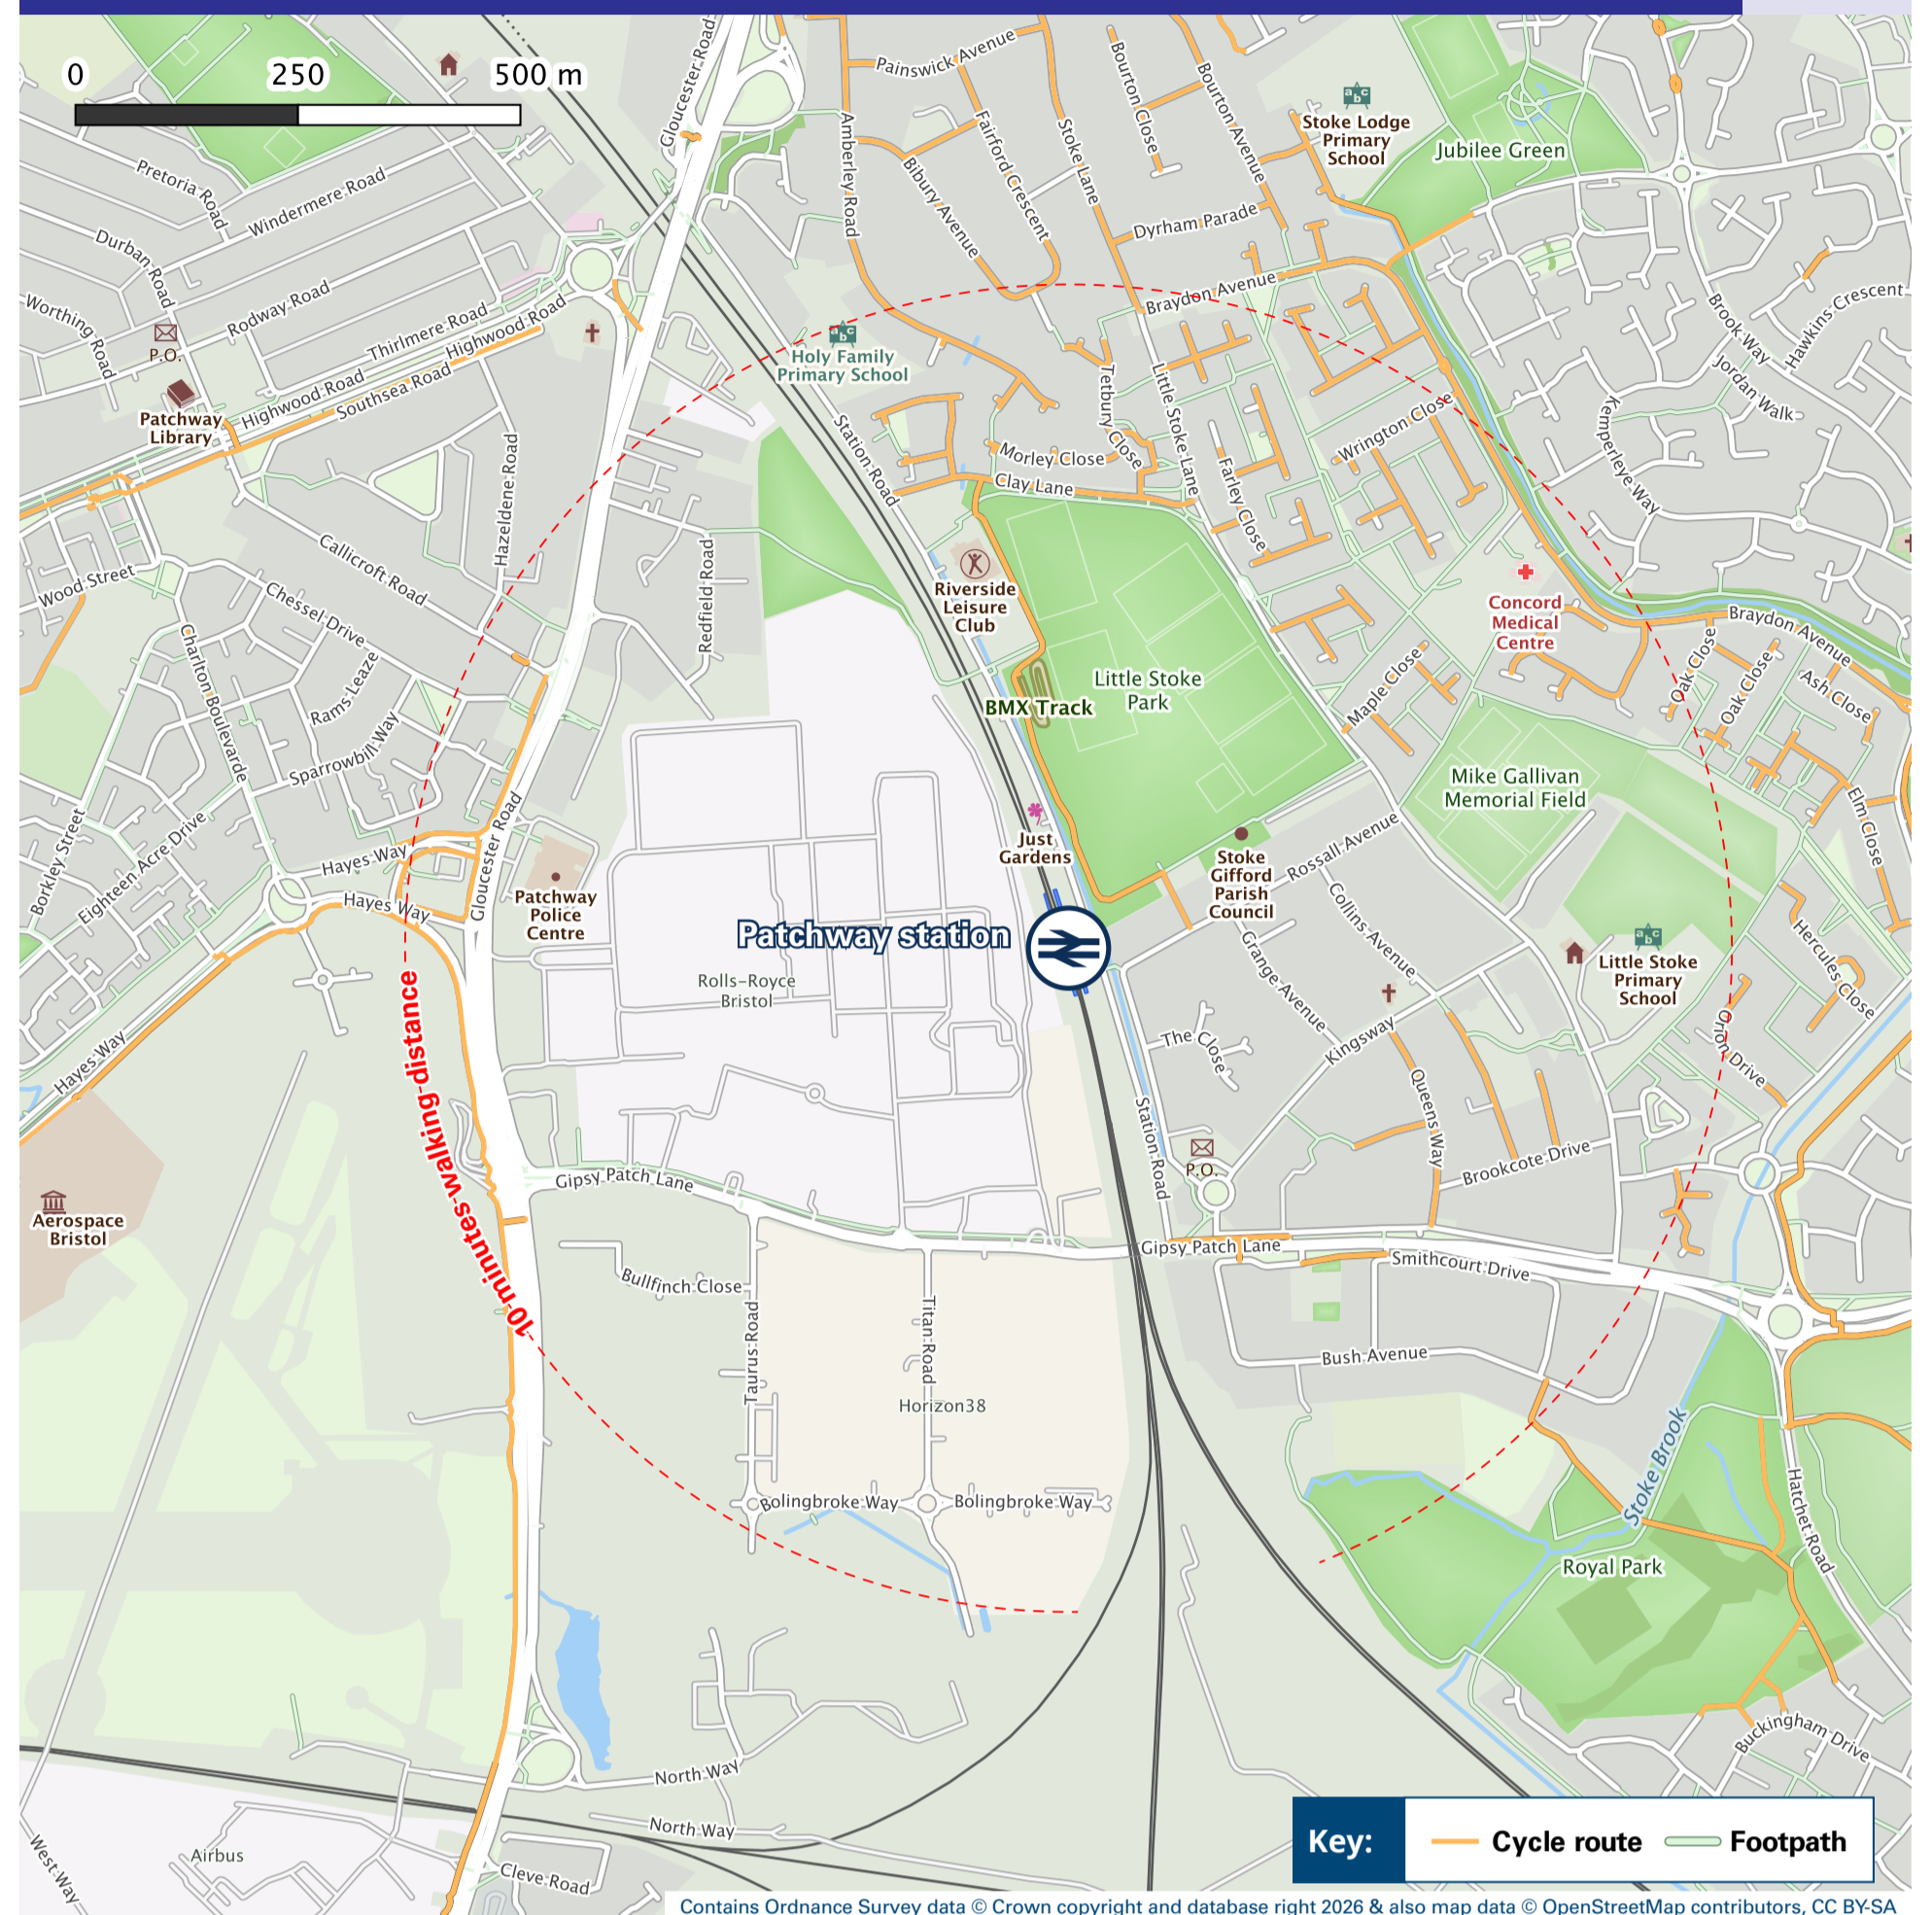 0 250 500 m
Gloucester Road
Painswick Avenue
Bourton Close
Bourton Avenue
Stoke Lodge
Primary
School
Jubilee Green
Pretoria Road
Windermere Road
Amberley Road
Fairford Crescent
Stoke Lane
Bibury Avenue
Dyrham Parade
Durban Road
Worthing Road
Rodway Road
Thirlmere Road
Highwood Road
Braydon Avenue
Brook Way
Hawkins Crescent
P.O.
Holy Family
Primary School
Highwood Road
Southsea Road
Patchway
Library
Tetbury Close
Little Stoke Lane
Jordan Walk
Kemperleye Way
Wrington Close
Station Road
Morley Close
Clay Lane
Farley Close
Hazeldene Road
Callicroft Road
Wood Street
Chessel Drive
Redfield Road
Riverside
Leisure
Club
Concord
Medical
Centre
Braydon Avenue
Charlton Boulevarde
Rams Leaze
Sparrowbill Way
Little Stoke
Park
BMX Track
Maple Close
Oak Close
Oak Close
Ash Close
Mike Gallivan
Memorial Field
Elm Close
Borkley Street
Eighteen Acre Drive
Hayes Way
Hayes Way
Gloucester Road
Just
Gardens
Stoke
Gifford
Parish
Council
Rossall Avenue
Collins Avenue
Patchway
Police
Centre
Patchway station
Grange Avenue
Little Stoke
Primary
School
Hercules Close
Rolls-Royce
Bristol
Hayes Way
10 minutes walking distance
The Close
Kingsway
Orion Drive
Queens Way
Station Road
Brookcote Drive
P.O.
Aerospace
Bristol
Gipsy Patch Lane
Gipsy Patch Lane
Smithcourt Drive
Bullfinch Close
Taurus Road
Titan Road
Bush Avenue
Horizon38
Stoke Brook
Hatchet Road
Bolingbroke Way
Bolingbroke Way
Royal Park
Buckingham Drive
North Way
North Way
Airbus
West Way
Cleve Road
Key: Cycle route Footpath
Contains Ordnance Survey data © Crown copyright and database right 2026 & also map data © OpenStreetMap contributors, CC BY-SA